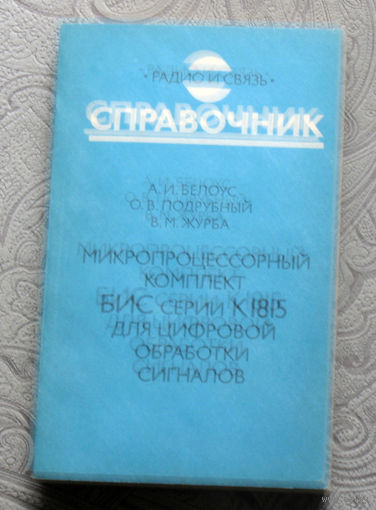 • РАДИО И СВЯЗЬ •
СПРАВОЧНИК
А. И. БЕЛОУС
О. В. ПОДРУБНЫЙ
В. М. ЖУРБА
МИКРОПРОЦЕССОРНЫЙ
КОМПЛЕКТ
БИС СЕРИИ К1815
ДЛЯ ЦИФРОВОЙ
ОБРАБОТКИ
СИГНАЛОВ